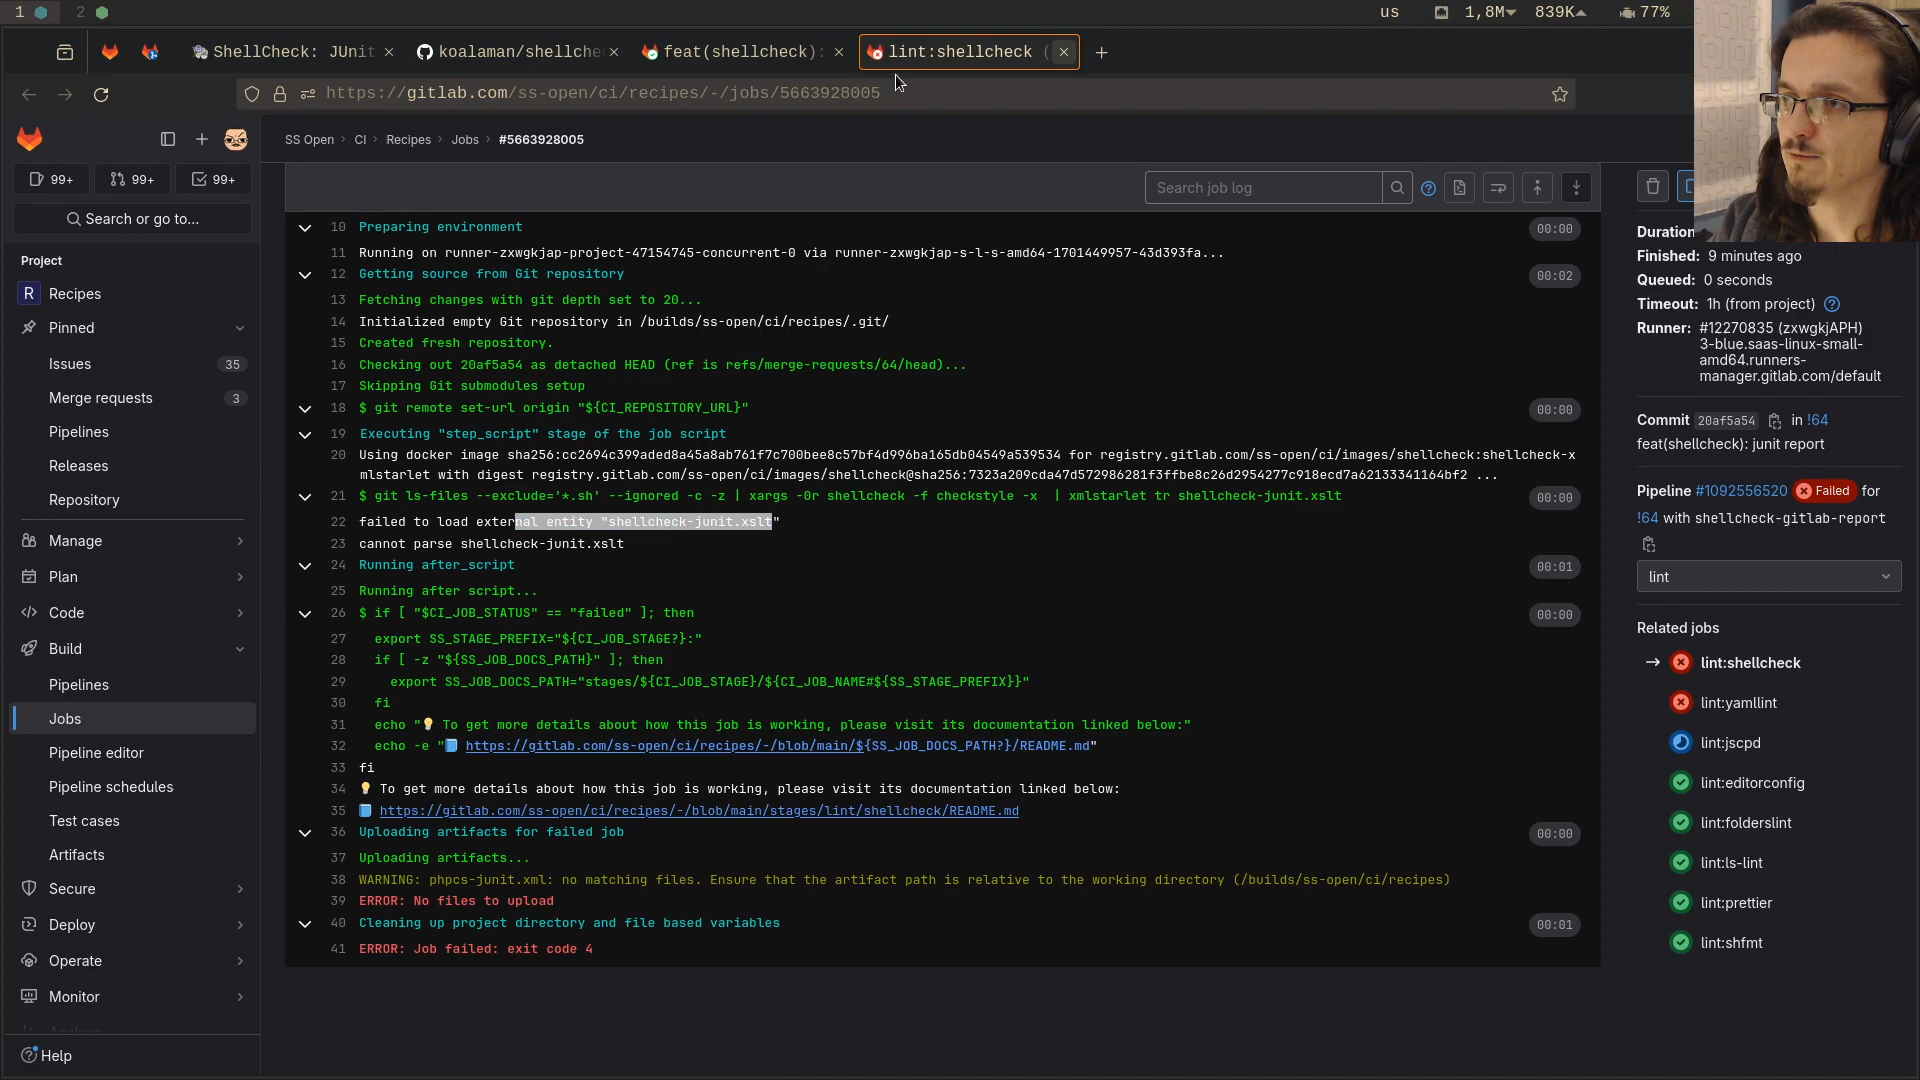 1 2 us 1,8M 839K 77%
ShellCheck: JUnit koalaman/shellche feat(shellcheck): lint:shellcheck (
https://gitlab.com/ss-open/ci/recipes/-/jobs/5663928005
SS Open CI Recipes Jobs #5663928005
99+ 99+ 99+
Search or go to...
Project
R Recipes
Pinned
Issues 35
Merge requests 3
Pipelines
Releases
Repository
Manage
Plan
Code
Build
Pipelines
Jobs
Pipeline editor
Pipeline schedules
Test cases
Artifacts
Secure
Deploy
Operate
Monitor
Help
Search job log
10 Preparing environment 00:00
11 Running on runner-zxwgkjap-project-47154745-concurrent-0 via runner-zxwgkjap-s-l-s-amd64-1701449957-43d393fa...
12 Getting source from Git repository 00:02
13 Fetching changes with git depth set to 20...
14 Initialized empty Git repository in /builds/ss-open/ci/recipes/.git/
15 Created fresh repository.
16 Checking out 20af5a54 as detached HEAD (ref is refs/merge-requests/64/head)...
17 Skipping Git submodules setup
18 $ git remote set-url origin "${CI_REPOSITORY_URL}" 00:00
19 Executing "step_script" stage of the job script
20 Using docker image sha256:cc2694c399aded8a45a8ab761f7c700bee8c57bf4d996ba165db04549a539534 for registry.gitlab.com/ss-open/ci/images/shellcheck:shellcheck-x
mlstarlet with digest registry.gitlab.com/ss-open/ci/images/shellcheck@sha256:7323a209cda47d572986281f3ffbe8c26d2954277c918ecd7a62133341164bf2 ...
21 $ git ls-files --exclude='*.sh' --ignored -c -z | xargs -0r shellcheck -f checkstyle -x | xmlstarlet tr shellcheck-junit.xslt 00:00
22 failed to load external entity "shellcheck-junit.xslt"
23 cannot parse shellcheck-junit.xslt
24 Running after_script 00:01
25 Running after script...
26 $ if [ "$CI_JOB_STATUS" == "failed" ]; then 00:00
27 export SS_STAGE_PREFIX="${CI_JOB_STAGE?}:"
28 if [ -z "${SS_JOB_DOCS_PATH}" ]; then
29 export SS_JOB_DOCS_PATH="stages/${CI_JOB_STAGE}/${CI_JOB_NAME#${SS_STAGE_PREFIX}}"
30 fi
31 echo "💡 To get more details about how this job is working, please visit its documentation linked below:"
32 echo -e "📘 https://gitlab.com/ss-open/ci/recipes/-/blob/main/${SS_JOB_DOCS_PATH?}/README.md"
33 fi
34 💡 To get more details about how this job is working, please visit its documentation linked below:
35 📘 https://gitlab.com/ss-open/ci/recipes/-/blob/main/stages/lint/shellcheck/README.md
36 Uploading artifacts for failed job 00:00
37 Uploading artifacts...
38 WARNING: phpcs-junit.xml: no matching files. Ensure that the artifact path is relative to the working directory (/builds/ss-open/ci/recipes)
39 ERROR: No files to upload
40 Cleaning up project directory and file based variables 00:01
41 ERROR: Job failed: exit code 4
Duration
Finished: 9 minutes ago
Queued: 0 seconds
Timeout: 1h (from project)
Runner: #12270835 (zxwgkjAPH)
3-blue.saas-linux-small-
amd64.runners-
manager.gitlab.com/default
Commit 20af5a54 in !64
feat(shellcheck): junit report
Pipeline #1092556520 Failed for
!64 with shellcheck-gitlab-report
lint
Related jobs
lint:shellcheck
lint:yamllint
lint:jscpd
lint:editorconfig
lint:folderslint
lint:ls-lint
lint:prettier
lint:shfmt